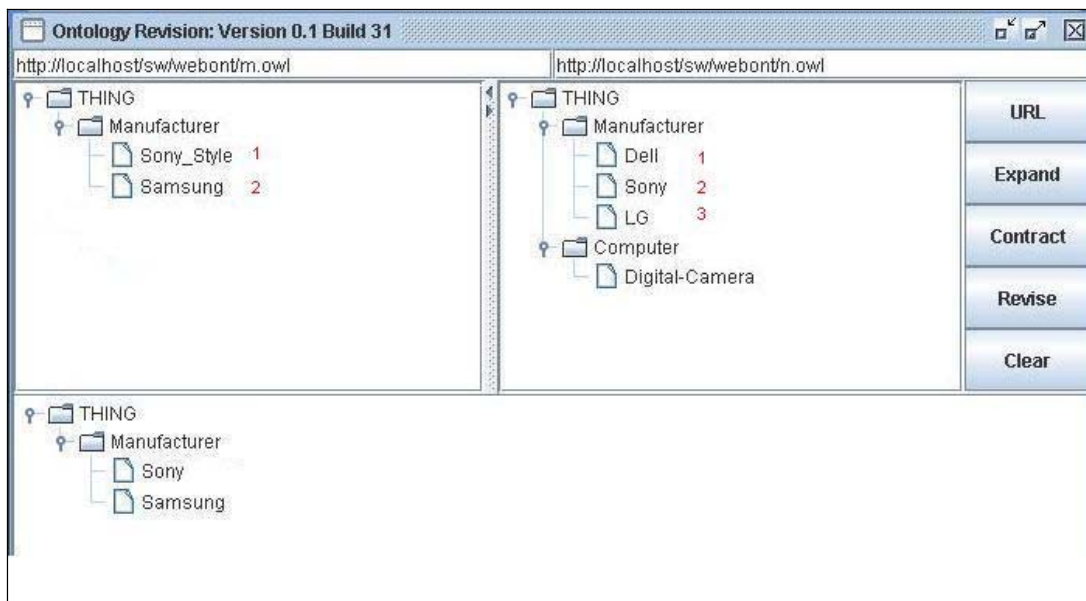 Ontology Revision: Version 0.1 Build 31
http://localhost/sw/webont/m.owl
http://localhost/sw/webont/n.owl
THING
Manufacturer
Sony_Style 1
Samsung 2
THING
Manufacturer
Dell 1
Sony 2
LG 3
Computer
Digital-Camera
URL
Expand
Contract
Revise
Clear
THING
Manufacturer
Sony
Samsung